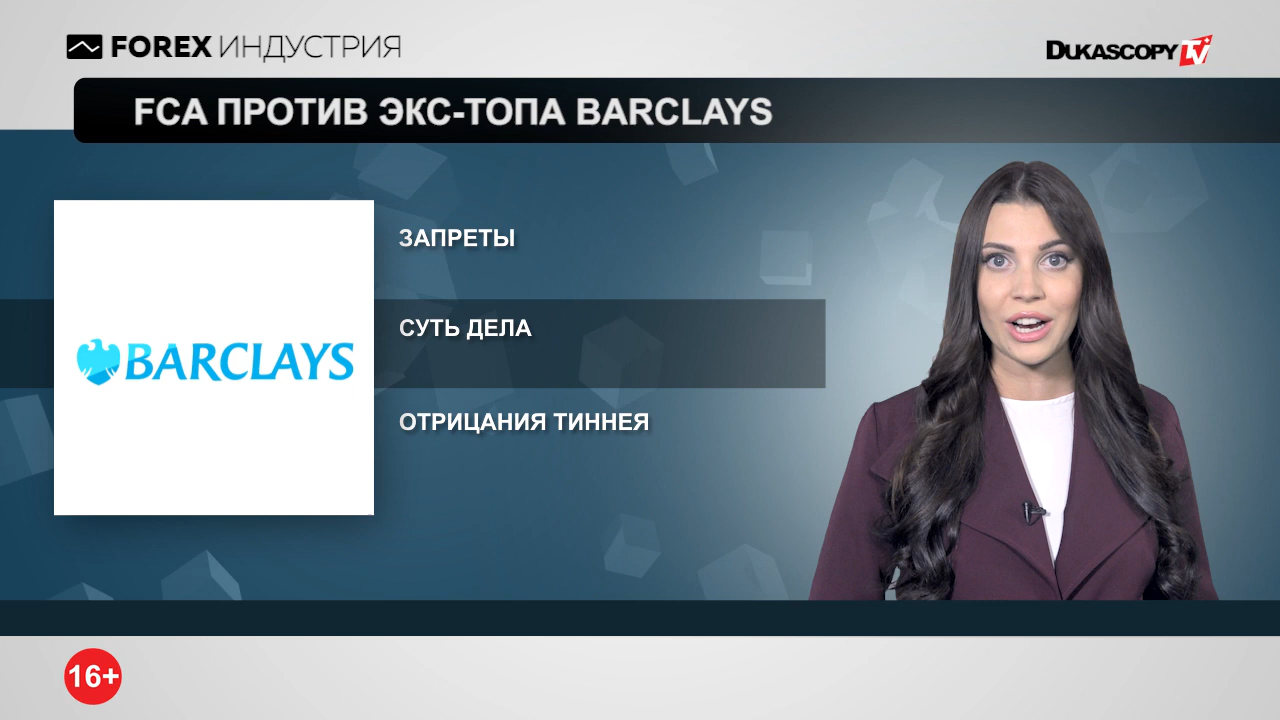 FOREX ИНДУСТРИЯ
DUKASCOPY TV
FCA ПРОТИВ ЭКС-ТОПА BARCLAYS
ЗАПРЕТЫ
BARCLAYS
СУТЬ ДЕЛА
ОТРИЦАНИЯ ТИННЕЯ
16+